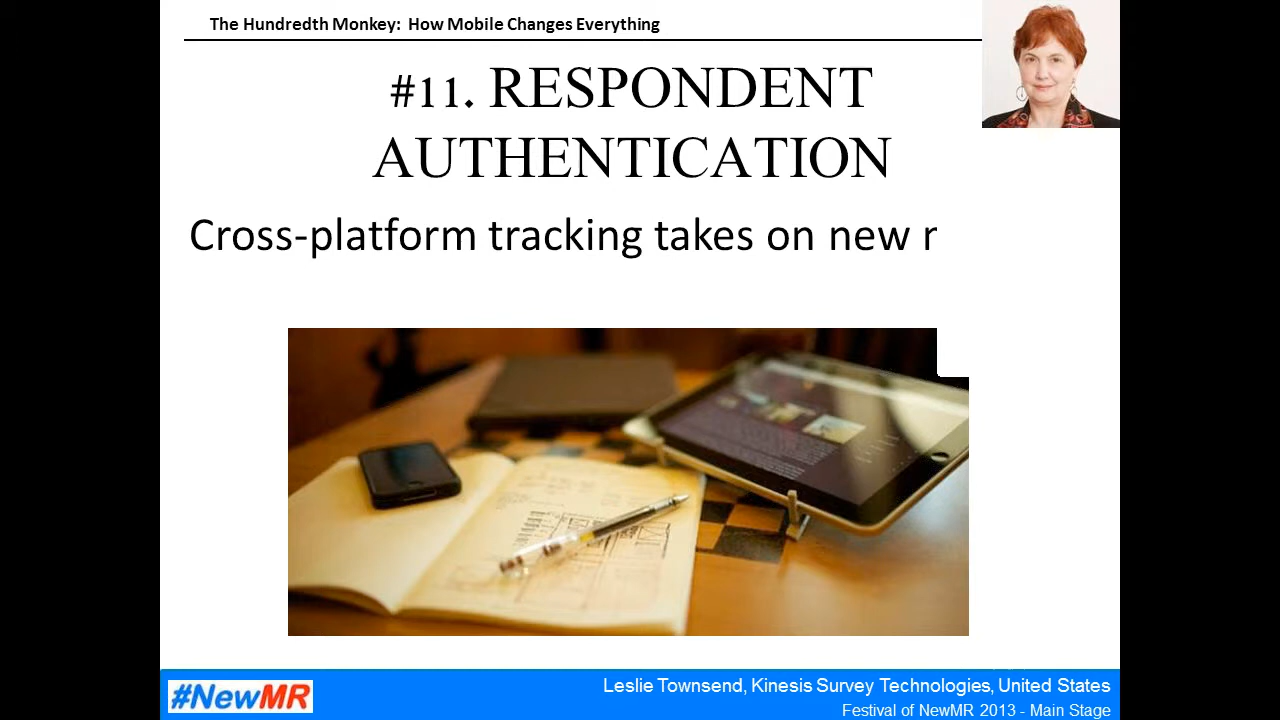 The Hundredth Monkey: How Mobile Changes Everything
#11. RESPONDENT
AUTHENTICATION
Cross-platform tracking takes on new r
#NewMR
Leslie Townsend, Kinesis Survey Technologies, United States
Festival of NewMR 2013 - Main Stage